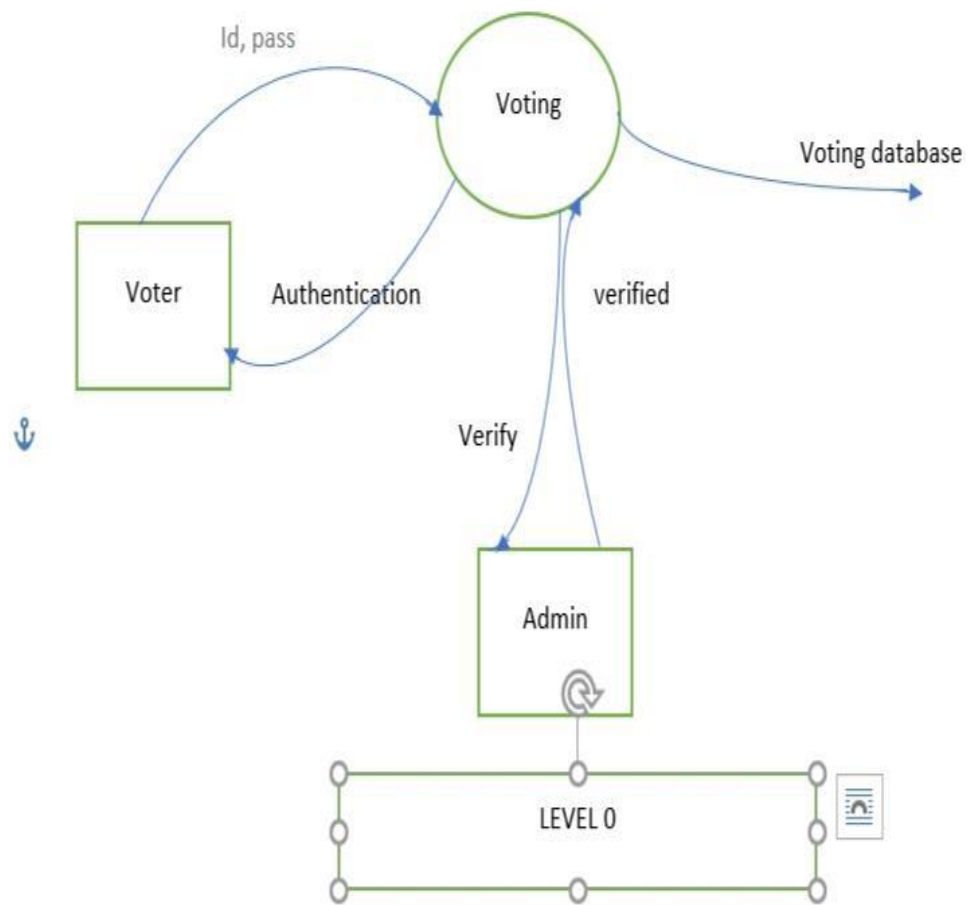 Id, pass
Voting
Voting database
Voter
Authentication
verified
Verify
Admin
LEVEL 0